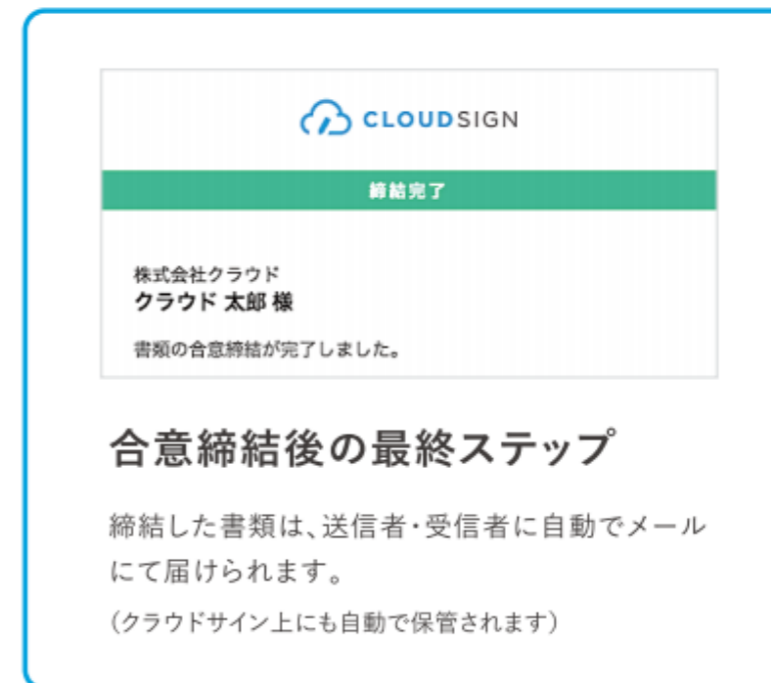 CLOUDSIGN
締結完了
株式会社クラウド
クラウド 太郎 様
書類の合意締結が完了しました。
合意締結後の最終ステップ
締結した書類は、送信者・受信者に自動でメール
にて届けられます。
（クラウドサイン上にも自動で保管されます）